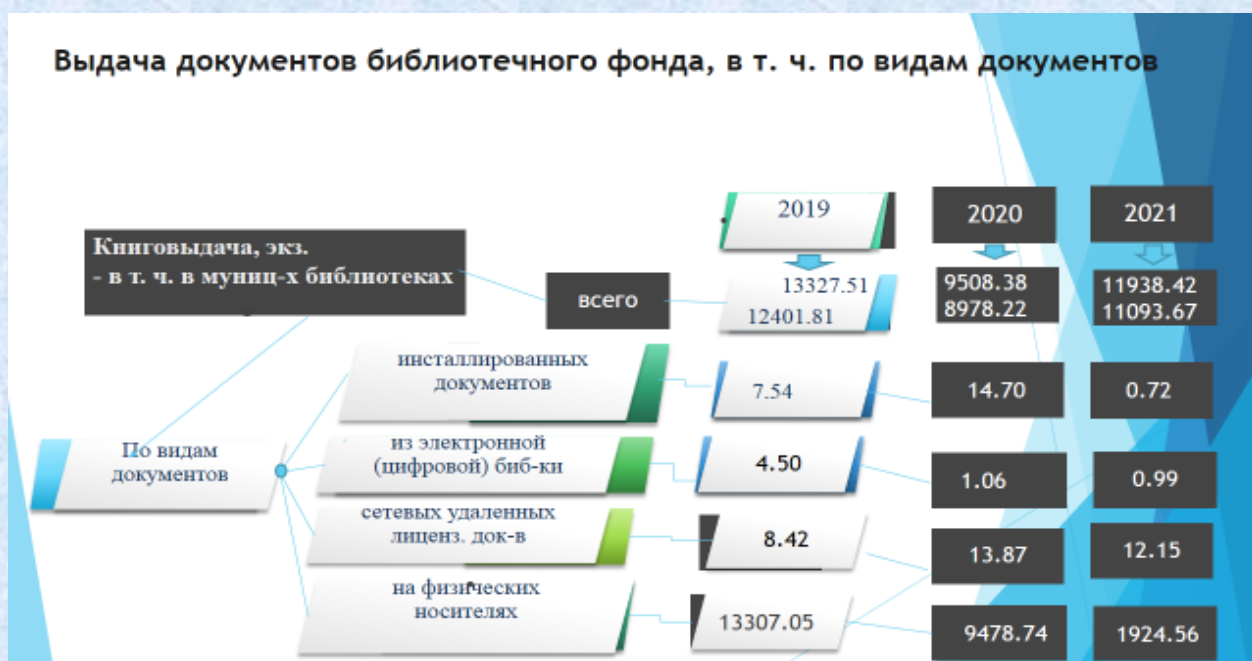 Выдача документов библиотечного фонда, в т. ч. по видам документов
2019
2020
2021
Книговыдача, экз.
- в т. ч. в муниц-х библиотеках
всего
13327.51
12401.81
9508.38
8978.22
11938.42
11093.67
инсталлированных
документов
7.54
14.70
0.72
По видам
документов
из электронной
(цифровой) биб-ки
4.50
1.06
0.99
сетевых удаленных
лиценз. док-в
8.42
13.87
12.15
на физических
носителях
13307.05
9478.74
1924.56